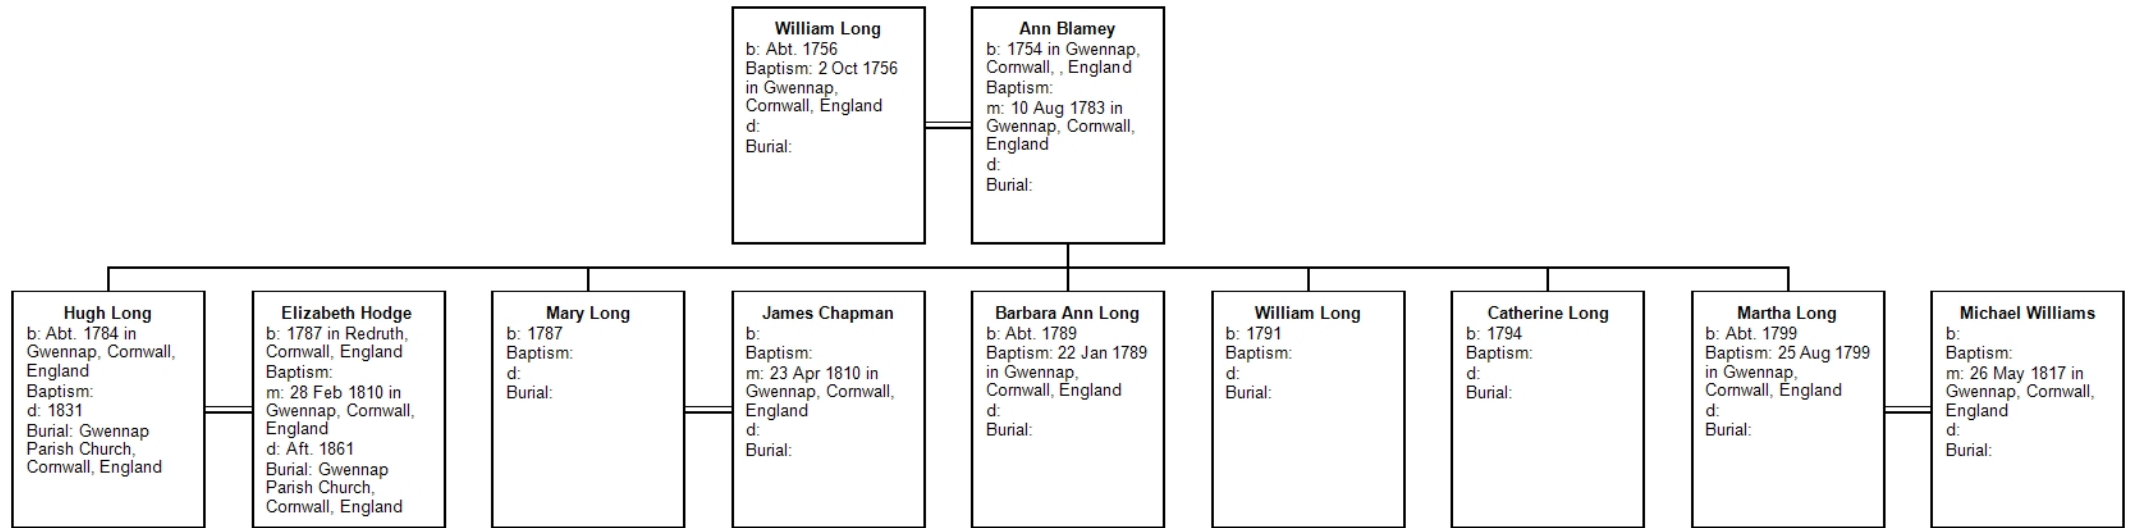 William Long
b: Abt. 1756
Baptism: 2 Oct 1756
in Gwennap,
Cornwall, England
d:
Burial:
Ann Blamey
b: 1754 in Gwennap,
Cornwall, , England
Baptism:
m: 10 Aug 1783 in
Gwennap, Cornwall,
England
d:
Burial:
Hugh Long
b: Abt. 1784 in
Gwennap, Cornwall,
England
Baptism:
d: 1831
Burial: Gwennap
Parish Church,
Cornwall, England
Elizabeth Hodge
b: 1787 in Redruth,
Cornwall, England
Baptism:
m: 28 Feb 1810 in
Gwennap, Cornwall,
England
d: Aft. 1861
Burial: Gwennap
Parish Church,
Cornwall, England
Mary Long
b: 1787
Baptism:
d:
Burial:
James Chapman
b:
Baptism:
m: 23 Apr 1810 in
Gwennap, Cornwall,
England
d:
Burial:
Barbara Ann Long
b: Abt. 1789
Baptism: 22 Jan 1789
in Gwennap,
Cornwall, England
d:
Burial:
William Long
b: 1791
Baptism:
d:
Burial:
Catherine Long
b: 1794
Baptism:
d:
Burial:
Martha Long
b: Abt. 1799
Baptism: 25 Aug 1799
in Gwennap,
Cornwall, England
d:
Burial:
Michael Williams
b:
Baptism:
m: 26 May 1817 in
Gwennap, Cornwall,
England
d:
Burial: